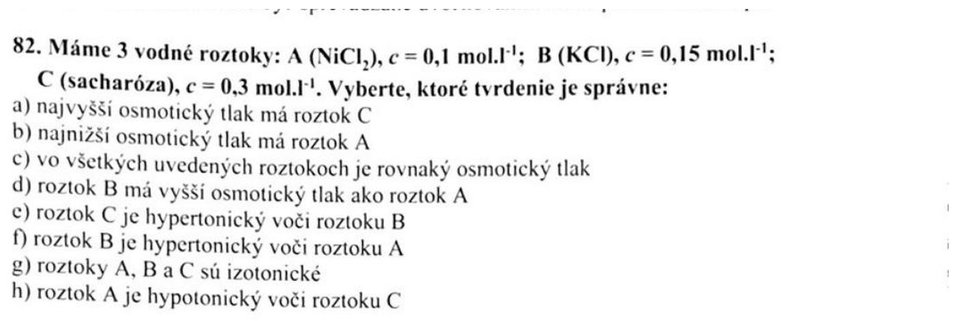 82. Máme 3 vodné roztoky: A (NiCl₂), c = 0,1 mol.l⁻¹; B (KCl), c = 0,15 mol.l⁻¹;
C (sacharóza), c = 0,3 mol.l⁻¹. Vyberte, ktoré tvrdenie je správne:
a) najvyšší osmotický tlak má roztok C
b) najnižší osmotický tlak má roztok A
c) vo všetkých uvedených roztokoch je rovnaký osmotický tlak
d) roztok B má vyšší osmotický tlak ako roztok A
e) roztok C je hypertonický voči roztoku B
f) roztok B je hypertonický voči roztoku A
g) roztoky A, B a C sú izotonické
h) roztok A je hypotonický voči roztoku C